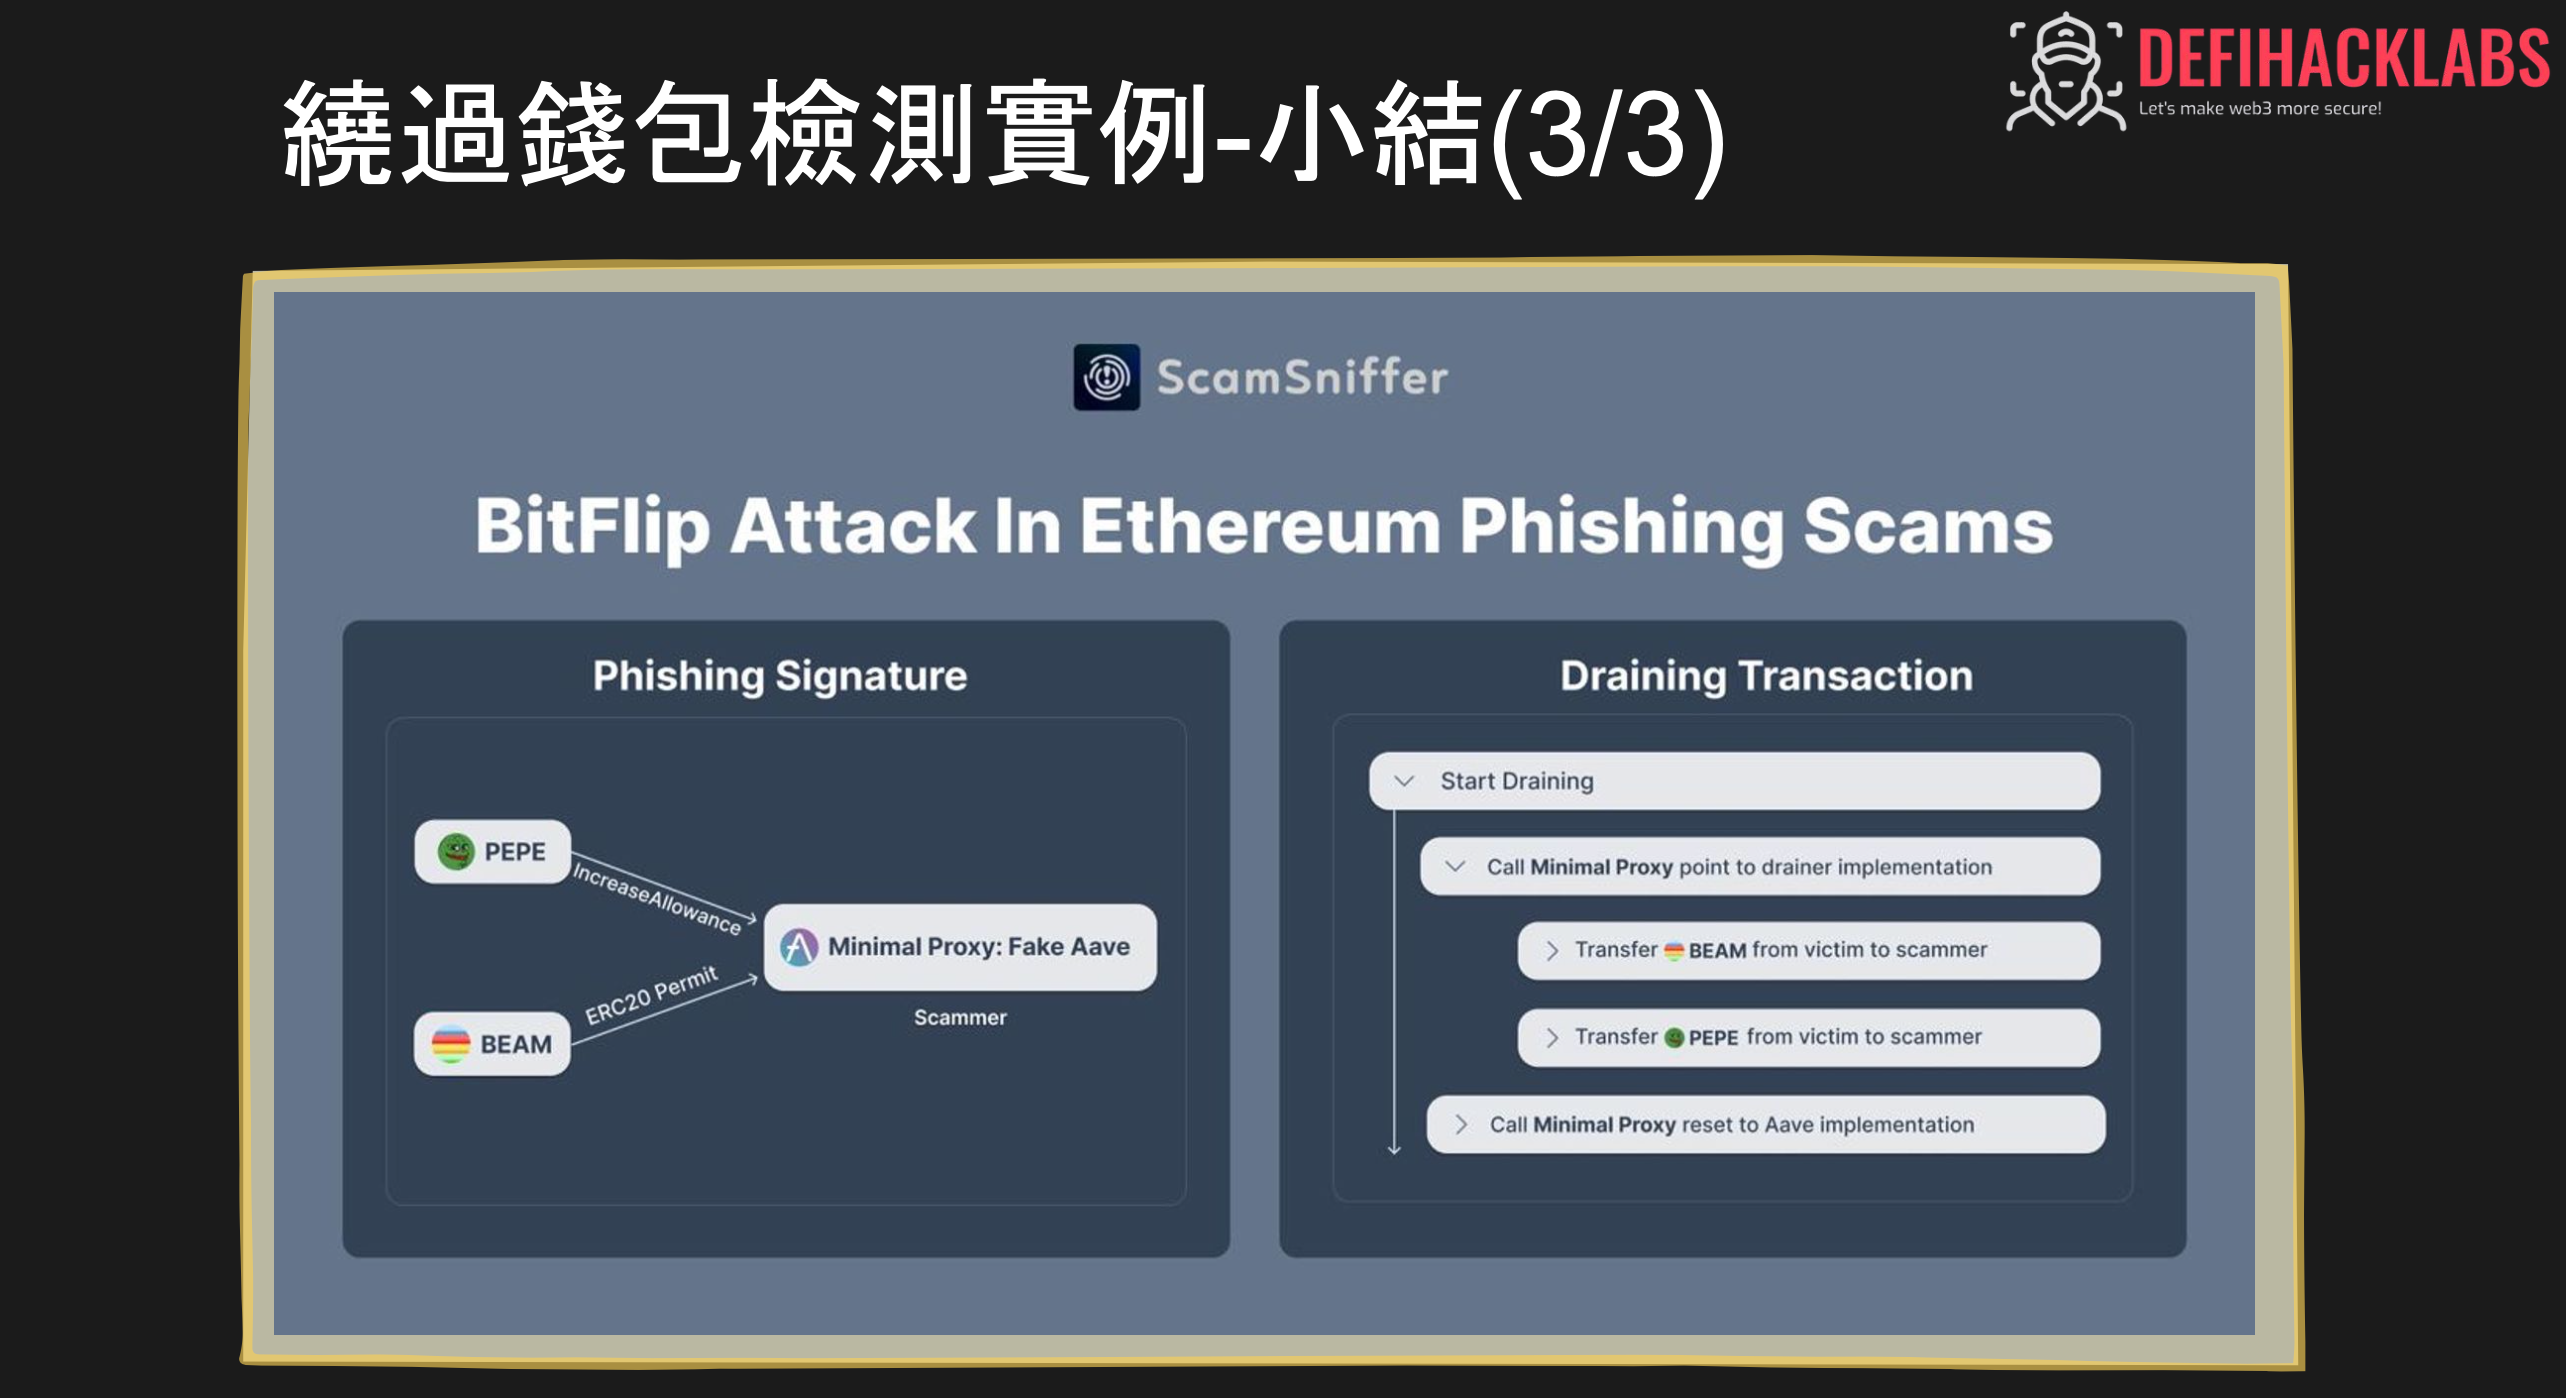 繞過錢包檢測實例-小結(3/3)
DEFIHACKLABS
Let's make web3 more secure!
ScamSniffer
BitFlip Attack In Ethereum Phishing Scams
Phishing Signature
PEPE
IncreaseAllowance
Minimal Proxy: Fake Aave
ERC20 Permit
Scammer
BEAM
Draining Transaction
Start Draining
Call Minimal Proxy point to drainer implementation
Transfer BEAM from victim to scammer
Transfer PEPE from victim to scammer
Call Minimal Proxy reset to Aave implementation